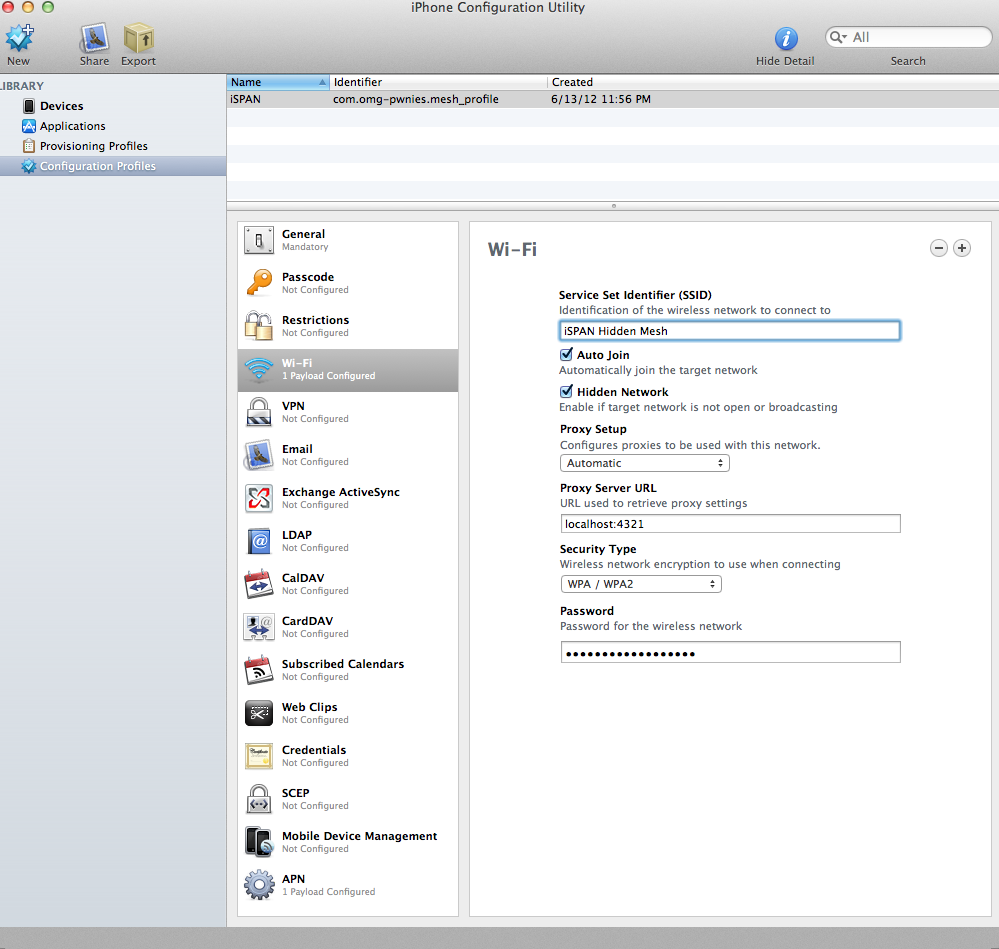 iPhone Configuration Utility
New
Share
Export
Hide Detail
All
Search
LIBRARY
Devices
Applications
Provisioning Profiles
Configuration Profiles
Name Identifier Created
iSPAN com.omg-pwnies.mesh_profile 6/13/12 11:56 PM
General
Mandatory
Passcode
Not Configured
Restrictions
Not Configured
Wi-Fi
1 Payload Configured
VPN
Not Configured
Email
Not Configured
Exchange ActiveSync
Not Configured
LDAP
Not Configured
CalDAV
Not Configured
CardDAV
Not Configured
Subscribed Calendars
Not Configured
Web Clips
Not Configured
Credentials
Not Configured
SCEP
Not Configured
Mobile Device Management
Not Configured
APN
1 Payload Configured
Wi-Fi
Service Set Identifier (SSID)
Identification of the wireless network to connect to
iSPAN Hidden Mesh
Auto Join
Automatically join the target network
Hidden Network
Enable if target network is not open or broadcasting
Proxy Setup
Configures proxies to be used with this network.
Automatic
Proxy Server URL
URL used to retrieve proxy settings
localhost:4321
Security Type
Wireless network encryption to use when connecting
WPA / WPA2
Password
Password for the wireless network
••••••••••••••••••